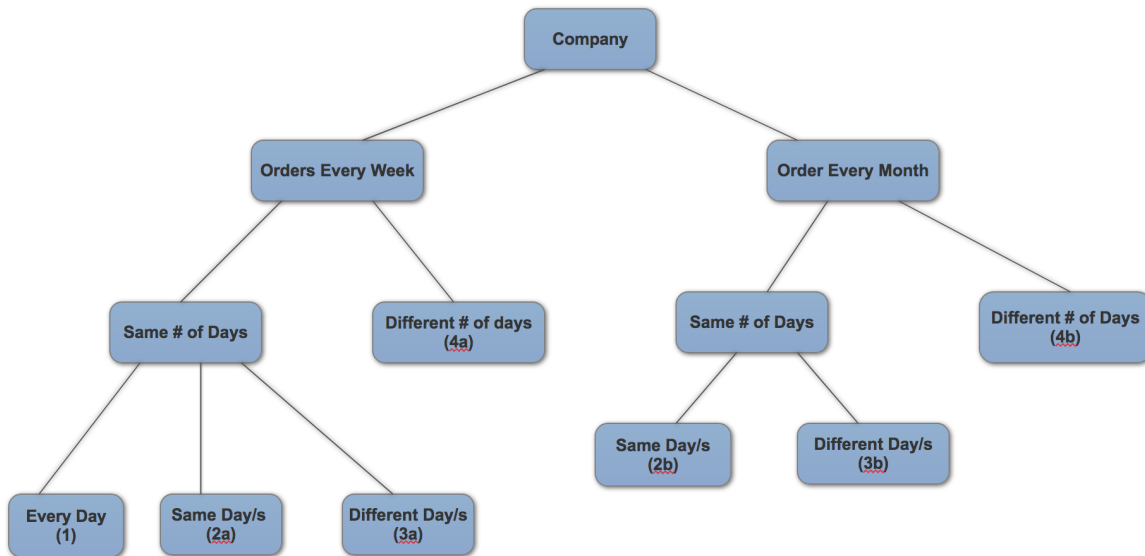 Company
Orders Every Week
Order Every Month
Same # of Days
Different # of days
(4a)
Same # of Days
Different # of Days
(4b)
Same Day/s
(2b)
Different Day/s
(3b)
Every Day
(1)
Same Day/s
(2a)
Different Day/s
(3a)